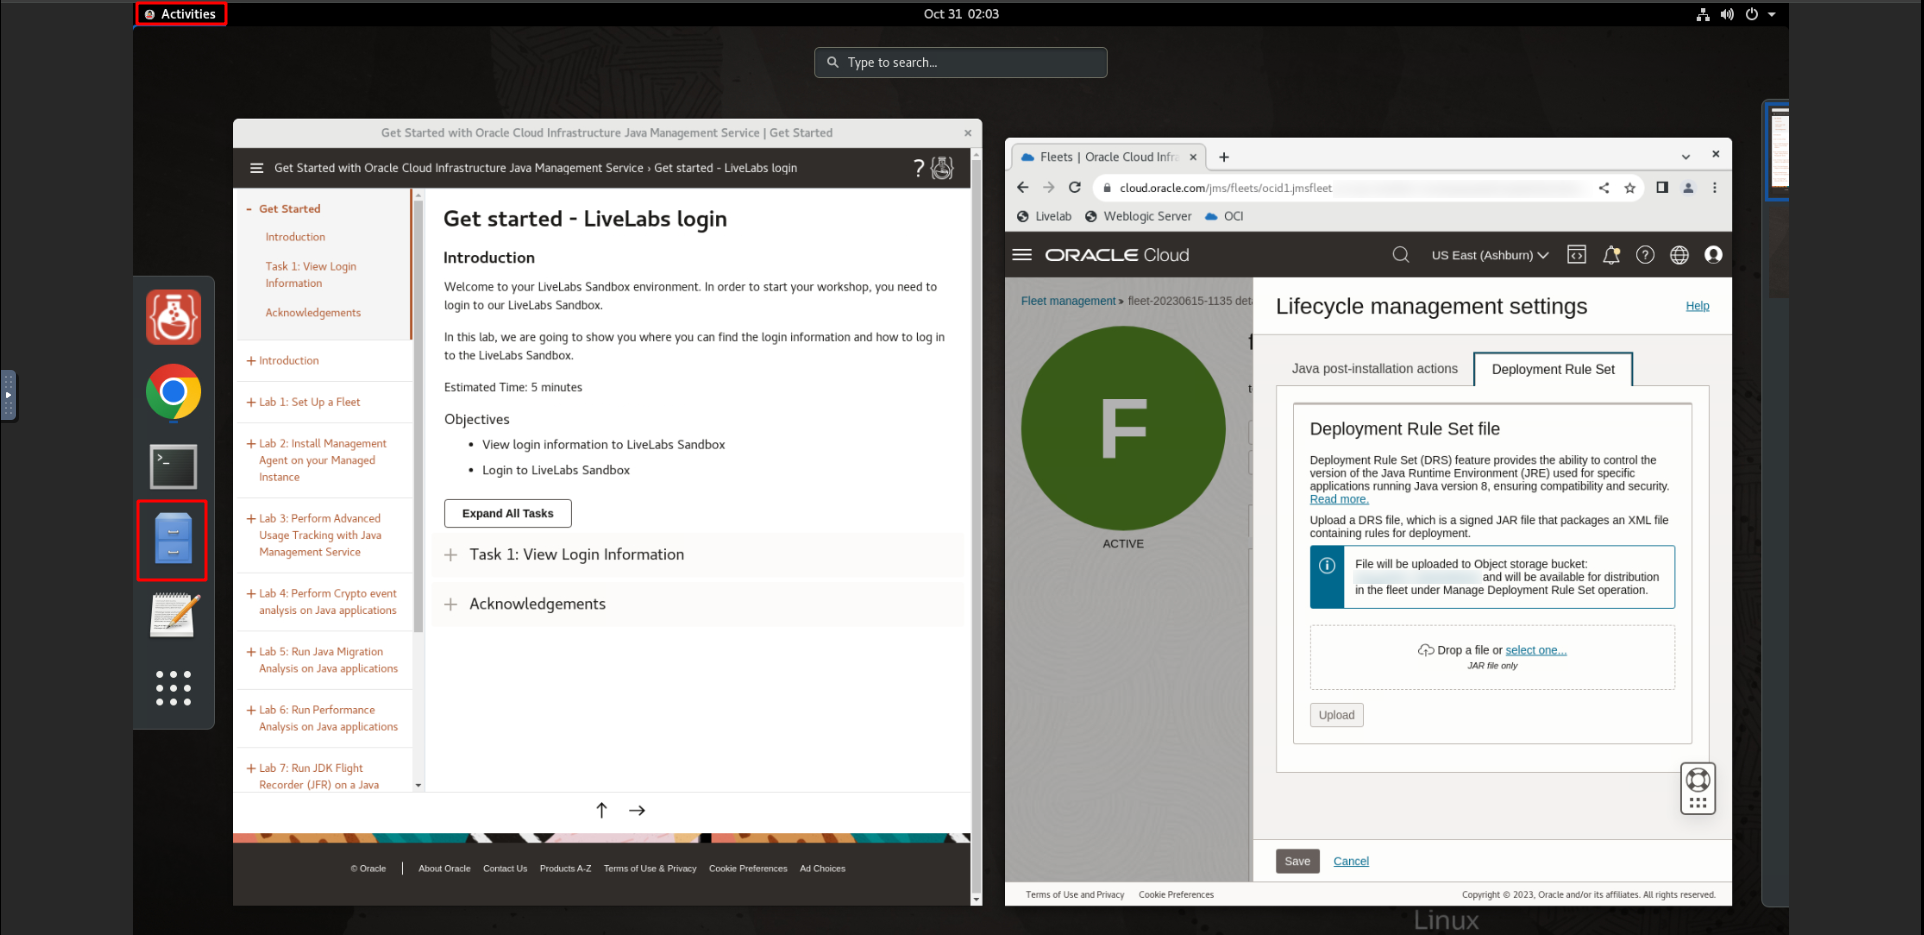 Activities
Oct 31 02:03
Type to search...
Get Started with Oracle Cloud Infrastructure Java Management Service | Get Started
Get Started with Oracle Cloud Infrastructure Java Management Service › Get started - LiveLabs login
?
- Get Started
Introduction
Task 1: View Login
Information
Acknowledgements
+ Introduction
+ Lab 1: Set Up a Fleet
+ Lab 2: Install Management
Agent on your Managed
Instance
+ Lab 3: Perform Advanced
Usage Tracking with Java
Management Service
+ Lab 4: Perform Crypto event
analysis on Java applications
+ Lab 5: Run Java Migration
Analysis on Java applications
+ Lab 6: Run Performance
Analysis on Java applications
+ Lab 7: Run JDK Flight
Recorder (JFR) on a Java
Get started - LiveLabs login
Introduction
Welcome to your LiveLabs Sandbox environment. In order to start your workshop, you need to
login to our LiveLabs Sandbox.
In this lab, we are going to show you where you can find the login information and how to log in
to the LiveLabs Sandbox.
Estimated Time: 5 minutes
Objectives
• View login information to LiveLabs Sandbox
• Login to LiveLabs Sandbox
Expand All Tasks
+ Task 1: View Login Information
+ Acknowledgements
© Oracle | About Oracle Contact Us Products A-Z Terms of Use & Privacy Cookie Preferences Ad Choices
Fleets | Oracle Cloud Infra
cloud.oracle.com/jms/fleets/ocid1.jmsfleet
Livelab Weblogic Server OCI
ORACLE Cloud
US East (Ashburn)
Fleet management » fleet-20230615-1135 deta
F
ACTIVE
Lifecycle management settings
Help
Java post-installation actions
Deployment Rule Set
Deployment Rule Set file
Deployment Rule Set (DRS) feature provides the ability to control the
version of the Java Runtime Environment (JRE) used for specific
applications running Java version 8, ensuring compatibility and security.
Read more.
Upload a DRS file, which is a signed JAR file that packages an XML file
containing rules for deployment.
File will be uploaded to Object storage bucket:
and will be available for distribution
in the fleet under Manage Deployment Rule Set operation.
Drop a file or select one...
JAR file only
Upload
Save
Cancel
Terms of Use and Privacy Cookie Preferences
Copyright © 2023, Oracle and/or its affiliates. All rights reserved.
Linux